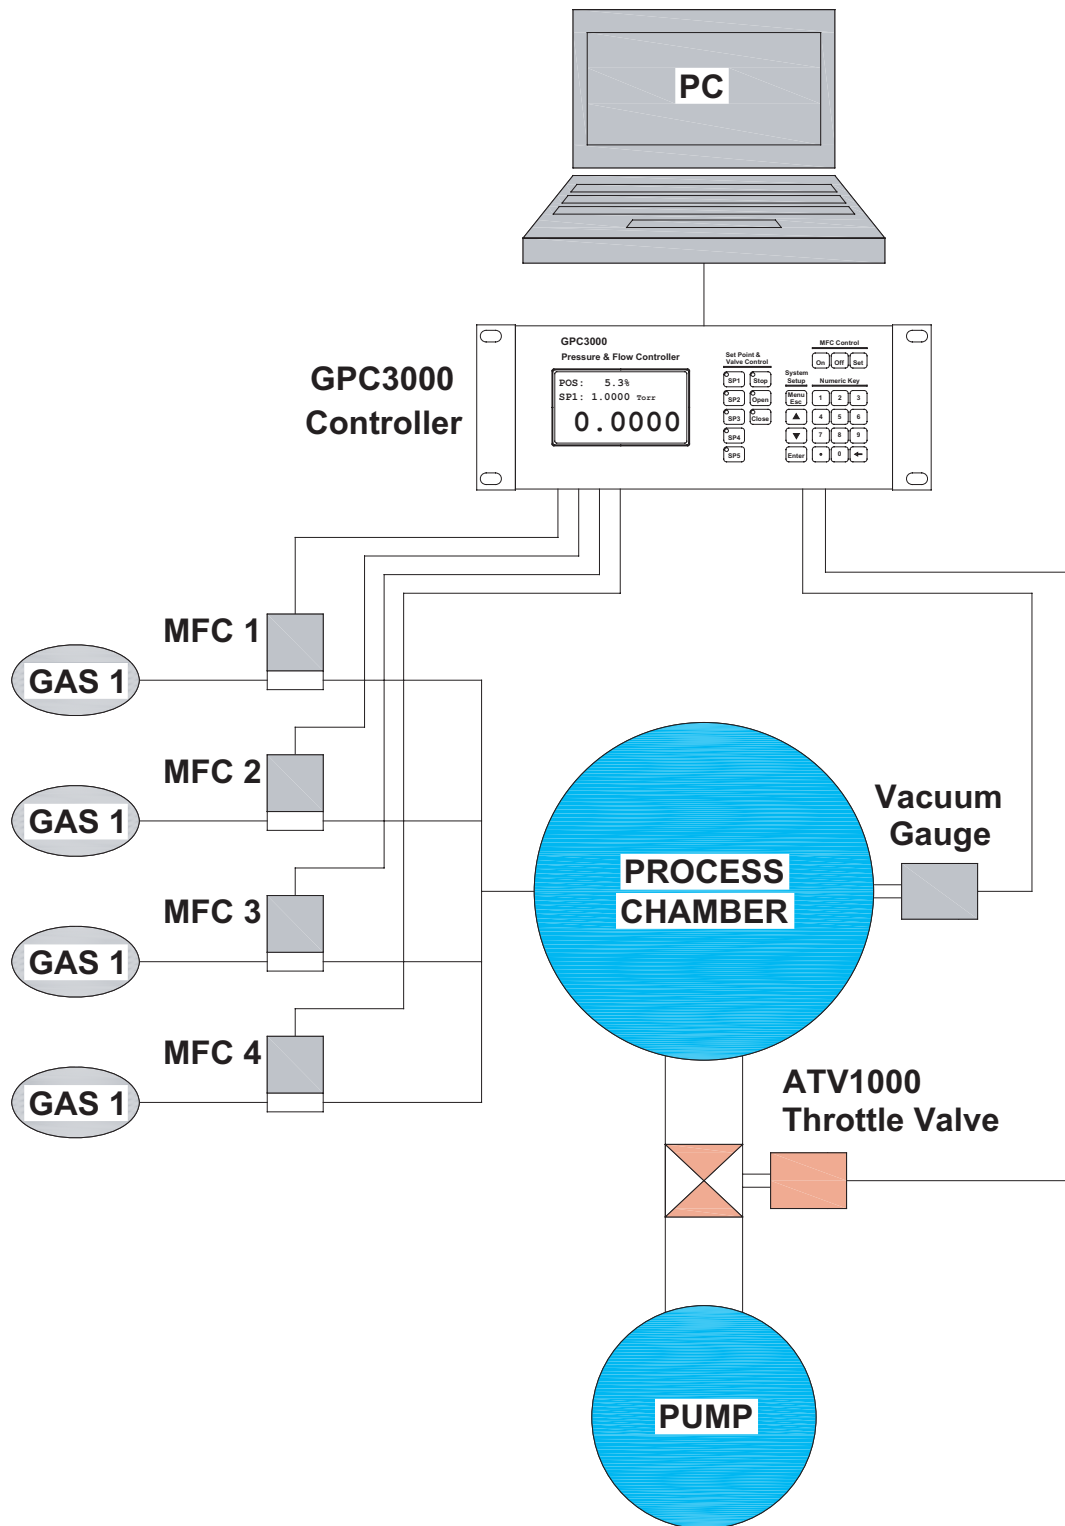 PC
GPC3000
Controller
GPC3000
Pressure & Flow Controller
POS: 5.3%
SP1: 1.0000 Torr
0.0000
Set Point &
Valve Control
SP1 Stop
SP2 Open
SP3 Close
SP4
SP5
System
Setup
Menu
Esc
Enter
MFC Control
On Off Set
Numeric Key
1 2 3
4 5 6
7 8 9
• 0 ←
MFC 1
GAS 1
MFC 2
GAS 1
MFC 3
GAS 1
MFC 4
GAS 1
PROCESS
CHAMBER
Vacuum
Gauge
ATV1000
Throttle Valve
PUMP